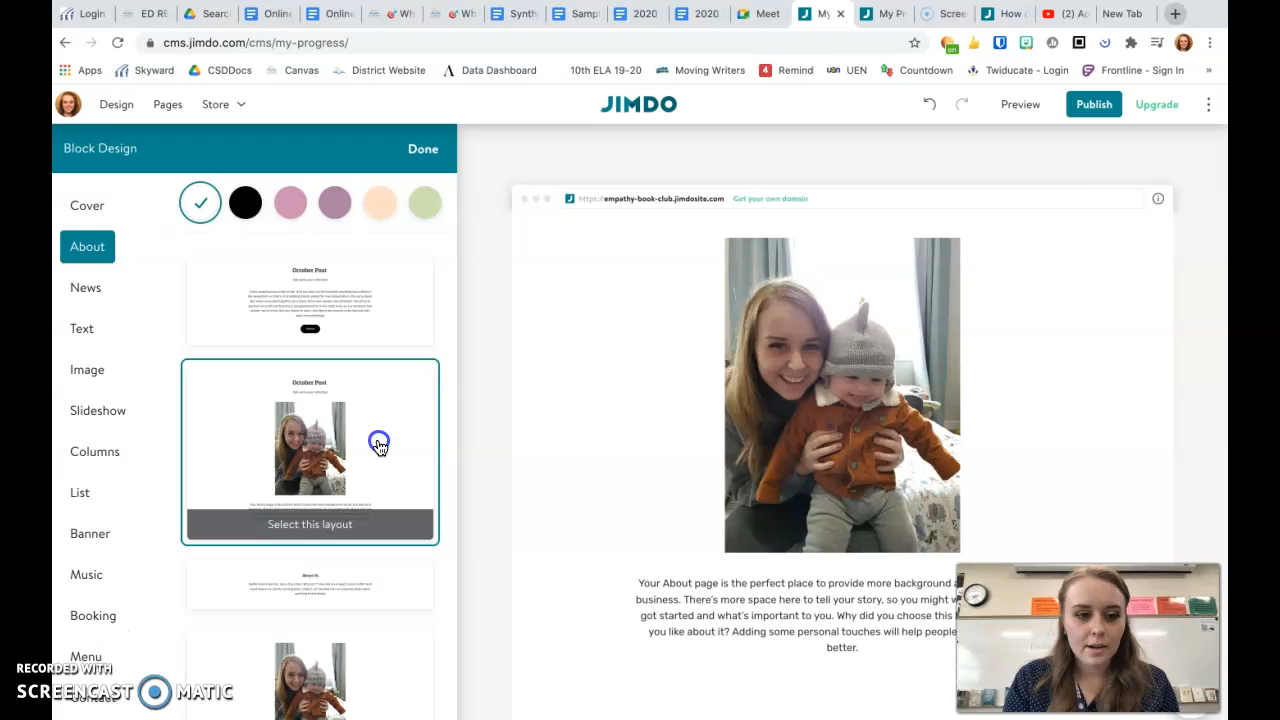 Login
ED RE
Searc
Online
Online
Wh
Wh
Synth
Samp
2020
2020
Meet
My
My Pr
Scree
How
(2) Ac
New Tab
cms.jimdo.com/cms/my-progress/
on
Apps
Skyward
CSDDocs
Canvas
District Website
Data Dashboard
10th ELA 19-20
Moving Writers
Remind
UEN
Countdown
Twiducate - Login
Frontline - Sign In
»
Design
Pages
Store
JIMDO
Preview
Publish
Upgrade
Block Design
Done
Cover
About
News
Text
Image
Slideshow
Columns
List
Banner
Music
Booking
Menu
Contact
October Post
October Post
Select this layout
About Us
https://empathy-book-club.jimdosite.com
Get your own domain
Your About page is the perfect place to provide more background a
business. There's more space here to tell your story, so you might w
got started and what's important to you. Why did you choose this
you like about it? Adding some personal touches will help people
better.
RECORDED WITH
SCREENCAST MATIC